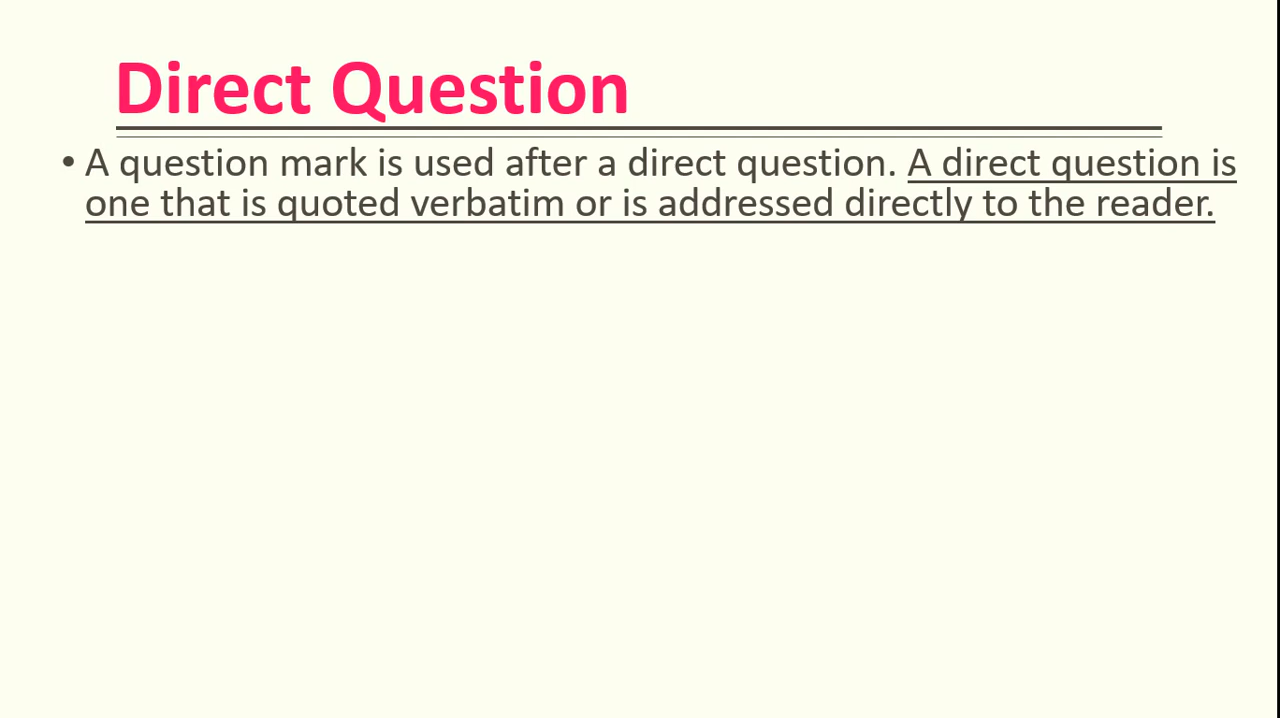 Direct Question
• A question mark is used after a direct question. A direct question is
one that is quoted verbatim or is addressed directly to the reader.